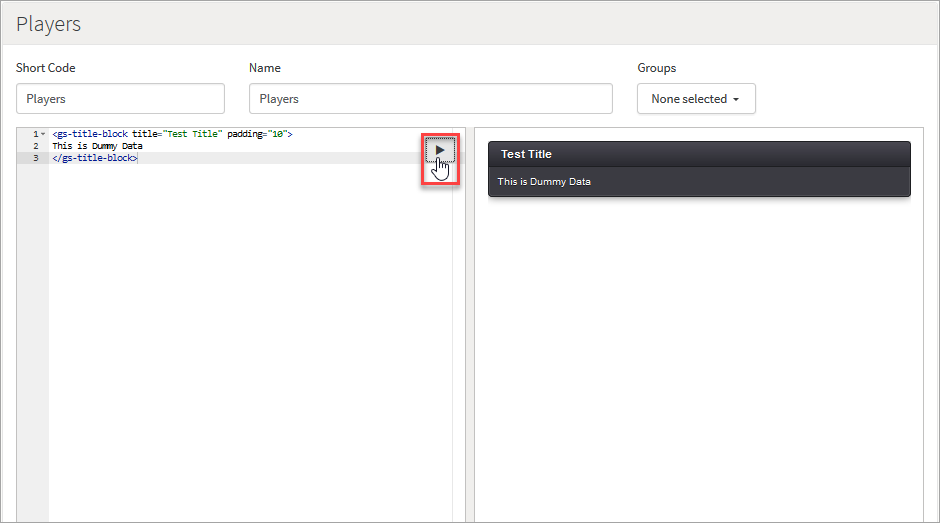 Players
Short Code
Name
Groups
Players
Players
None selected
1 <gs-title-block title="Test Title" padding="10">
2 This is Dummy Data
3 </gs-title-block>
Test Title
This is Dummy Data